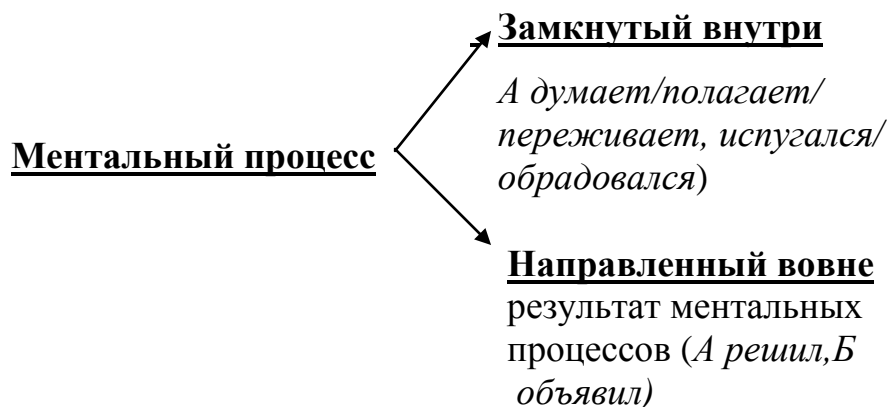 Замкнутый внутри
А думает/полагает/
переживает, испугался/
обрадовался)
Ментальный процесс
Направленный вовне
результат ментальных
процессов (А решил,Б
объявил)